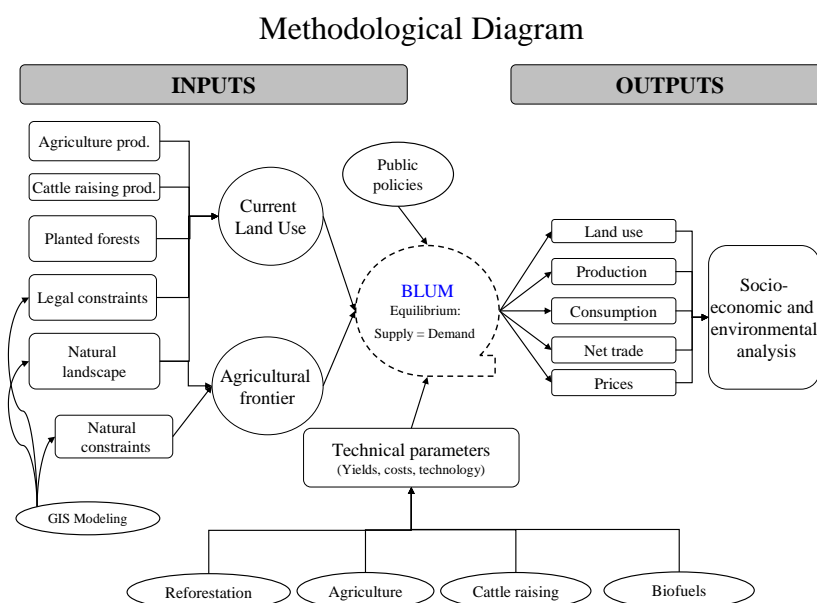 Methodological Diagram
INPUTS
OUTPUTS
Agriculture prod.
Cattle raising prod.
Planted forests
Legal constraints
Natural
landscape
Natural
constraints
GIS Modeling
Current
Land Use
Agricultural
frontier
Public
policies
BLUM
Equilibrium:
Supply = Demand
Technical parameters
(Yields, costs, technology)
Reforestation
Agriculture
Cattle raising
Biofuels
Land use
Production
Consumption
Net trade
Prices
Socio-
economic and
environmental
analysis